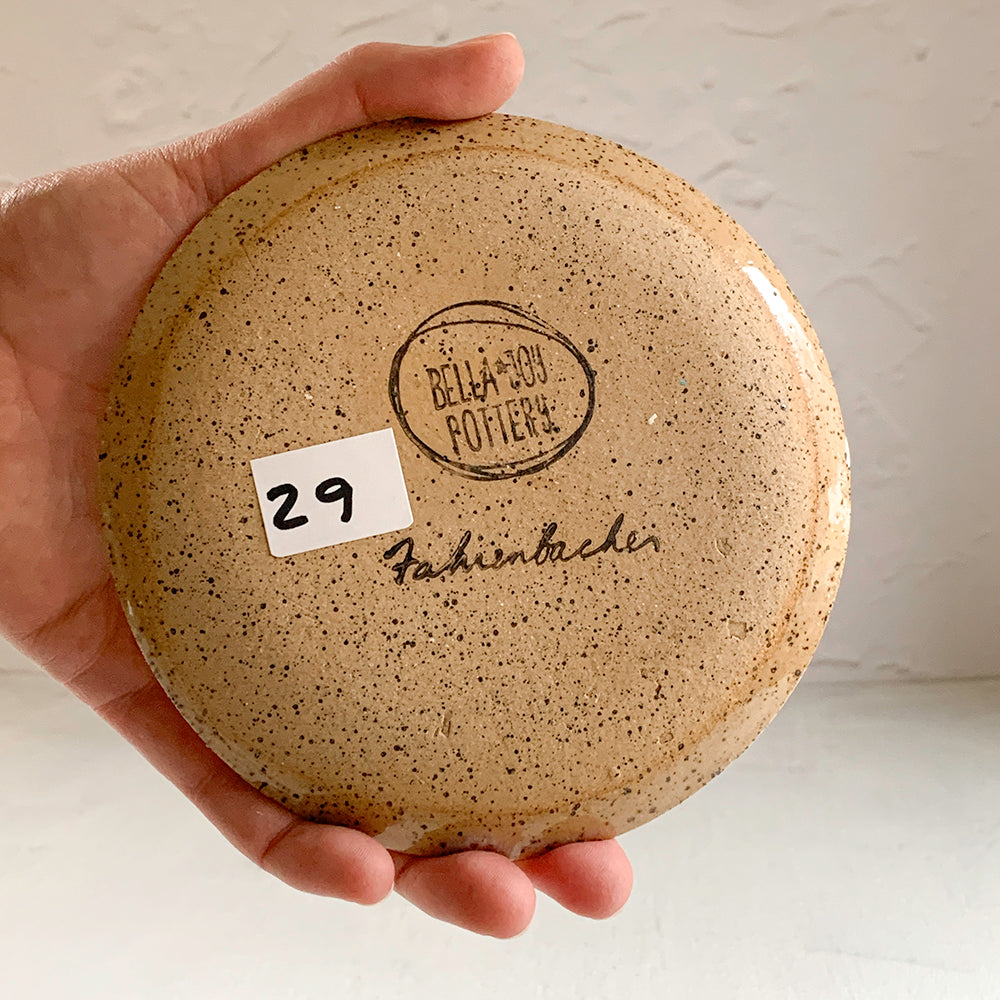 BELLA*JOY
POTTERY.
29
Fahrenbacher